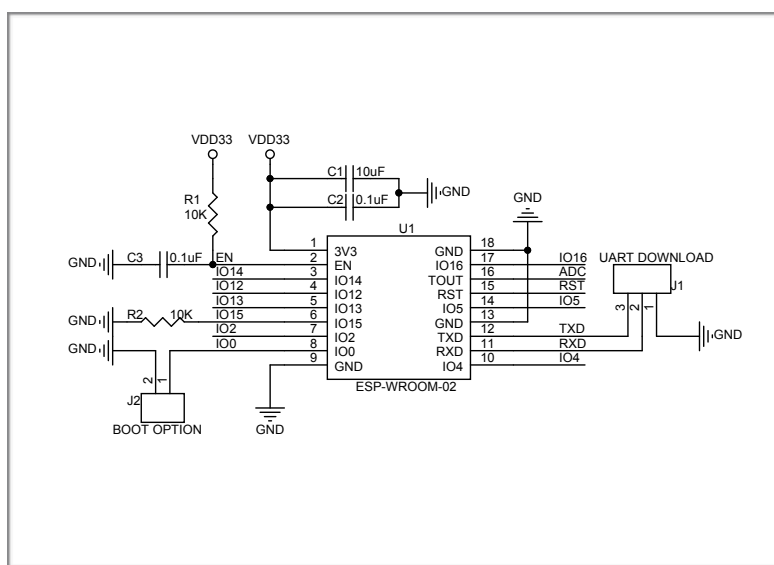 VDD33 VDD33
C1 10uF
GND
R1 10K
C2 0.1uF
GND
U1
GND C3 0.1uF EN
1 3V3 GND 18
2 EN IO16 17 IO16
UART DOWNLOAD
IO14 3 IO14 TOUT 16 ADC
IO12 4 IO12 RST 15 RST
J1
IO13 5 IO13 IO5 14 IO5
3 2 1
GND R2 10K IO15 6 IO15 GND 13
IO2 7 IO2 TXD 12 TXD
GND
GND IO0 8 IO0 RXD 11 RXD
9 GND IO4 10 IO4
2 1
J2
ESP-WROOM-02
BOOT OPTION
GND